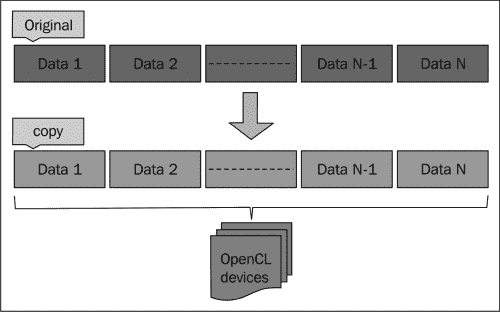 Original
Data 1 Data 2 Data N-1 Data N
copy
Data 1 Data 2 Data N-1 Data N
OpenCL
devices